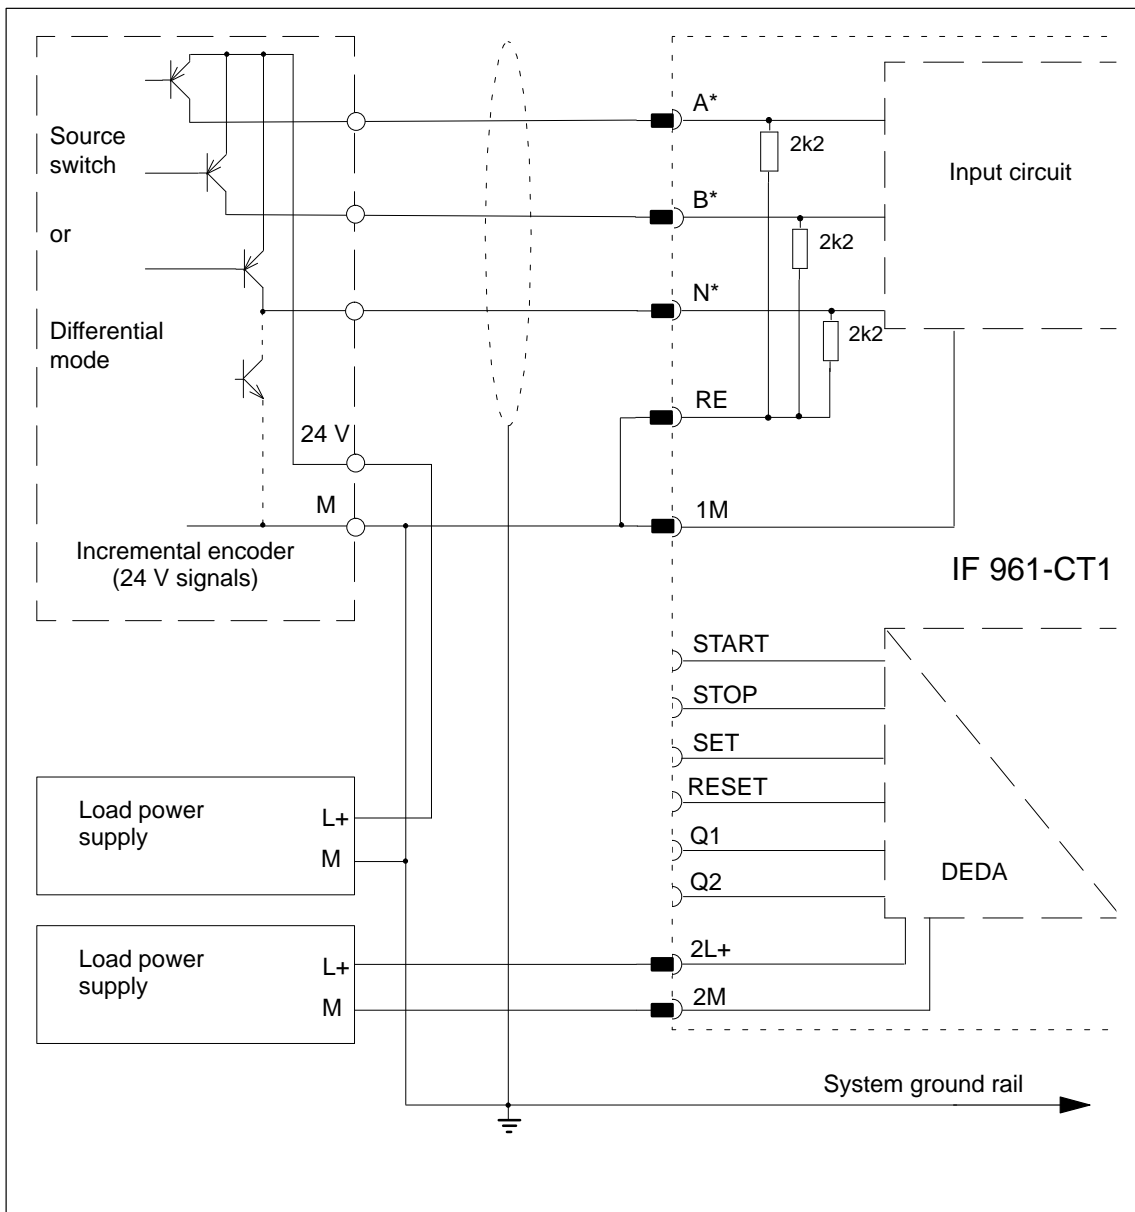 Source
switch
or
Differential
mode
24 V
M
Incremental encoder
(24 V signals)
A*
2k2
Input circuit
B*
2k2
N*
2k2
RE
1M
IF 961-CT1
START
STOP
SET
RESET
Q1
Q2
DEDA
2L+
2M
Load power
supply
L+
M
Load power
supply
L+
M
System ground rail